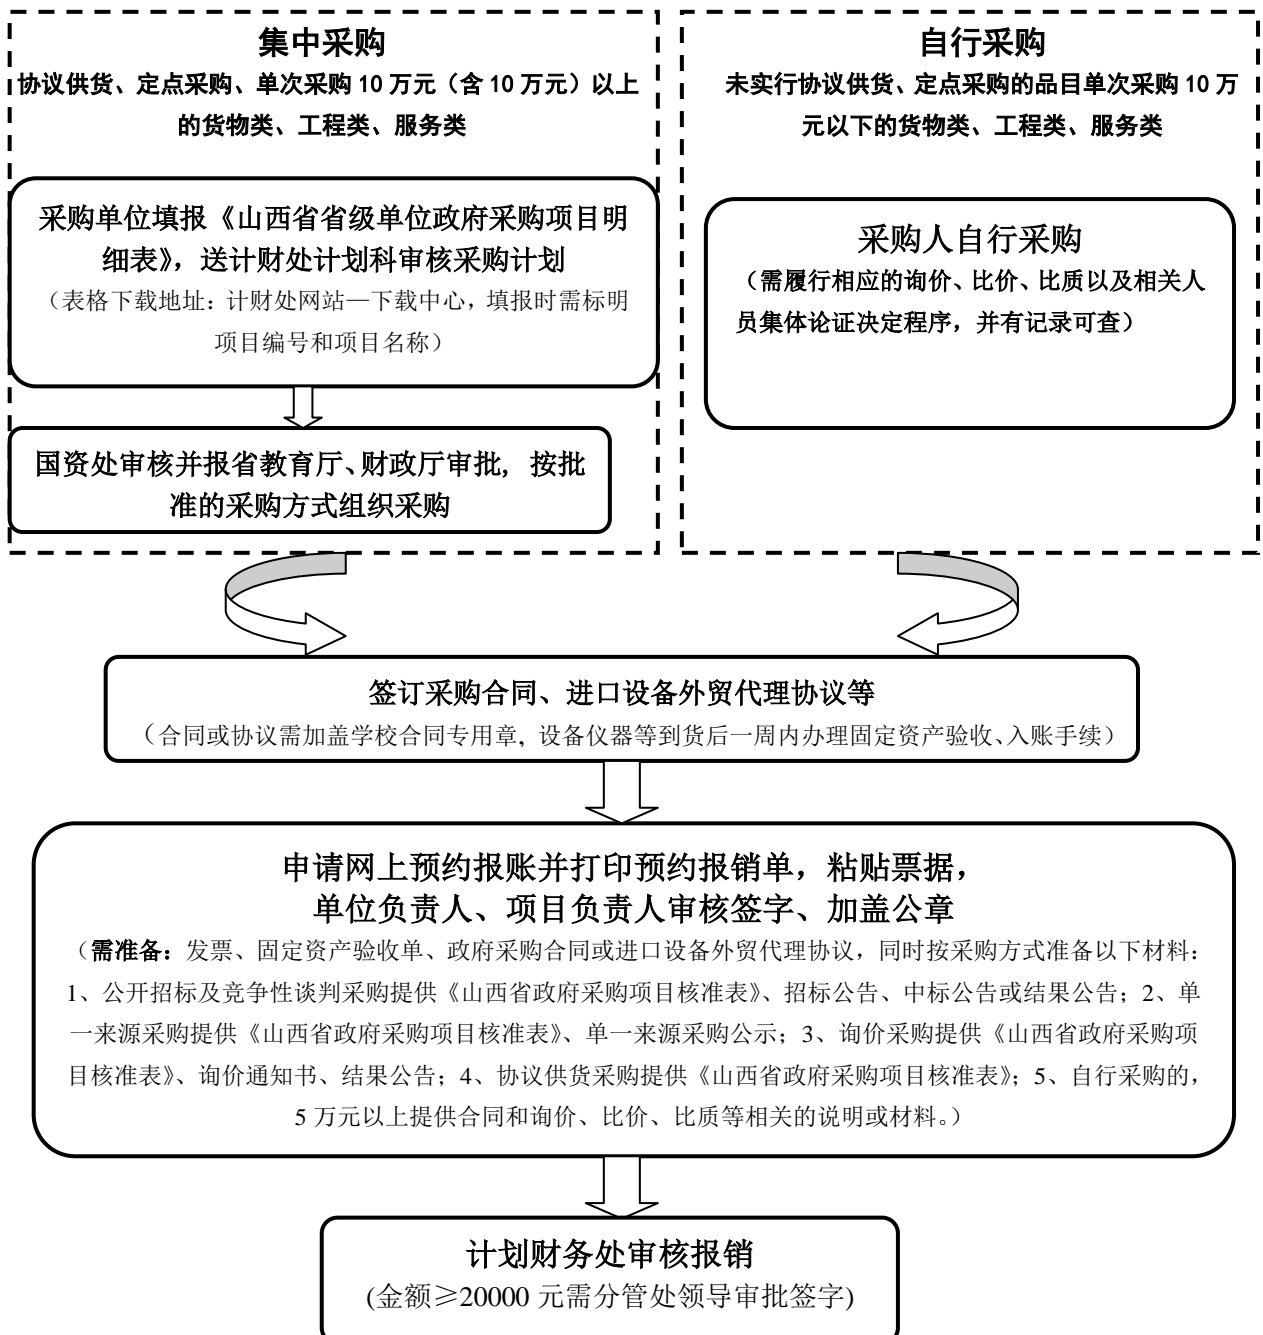 集中采购
协议供货、定点采购、单次采购 10 万元（含 10 万元）以上
的货物类、工程类、服务类
采购单位填报《山西省省级单位政府采购项目明
细表》，送计财处计划科审核采购计划
（表格下载地址：计财处网站—下载中心，填报时需标明
项目编号和项目名称）
国资处审核并报省教育厅、财政厅审批，按批
准的采购方式组织采购
自行采购
未实行协议供货、定点采购的品目单次采购 10 万
元以下的货物类、工程类、服务类
采购人自行采购
（需履行相应的询价、比价、比质以及相关人
员集体论证决定程序，并有记录可查）
签订采购合同、进口设备外贸代理协议等
（合同或协议需加盖学校合同专用章，设备仪器等到货后一周内办理固定资产验收、入账手续）
申请网上预约报账并打印预约报销单，粘贴票据，
单位负责人、项目负责人审核签字、加盖公章
（需准备：发票、固定资产验收单、政府采购合同或进口设备外贸代理协议，同时按采购方式准备以下材料：
1、公开招标及竞争性谈判采购提供《山西省政府采购项目核准表》、招标公告、中标公告或结果公告；2、单
一来源采购提供《山西省政府采购项目核准表》、单一来源采购公示；3、询价采购提供《山西省政府采购项
目核准表》、询价通知书、结果公告；4、协议供货采购提供《山西省政府采购项目核准表》；5、自行采购的，
5 万元以上提供合同和询价、比价、比质等相关的说明或材料。）
计划财务处审核报销
(金额≥20000 元需分管处领导审批签字)